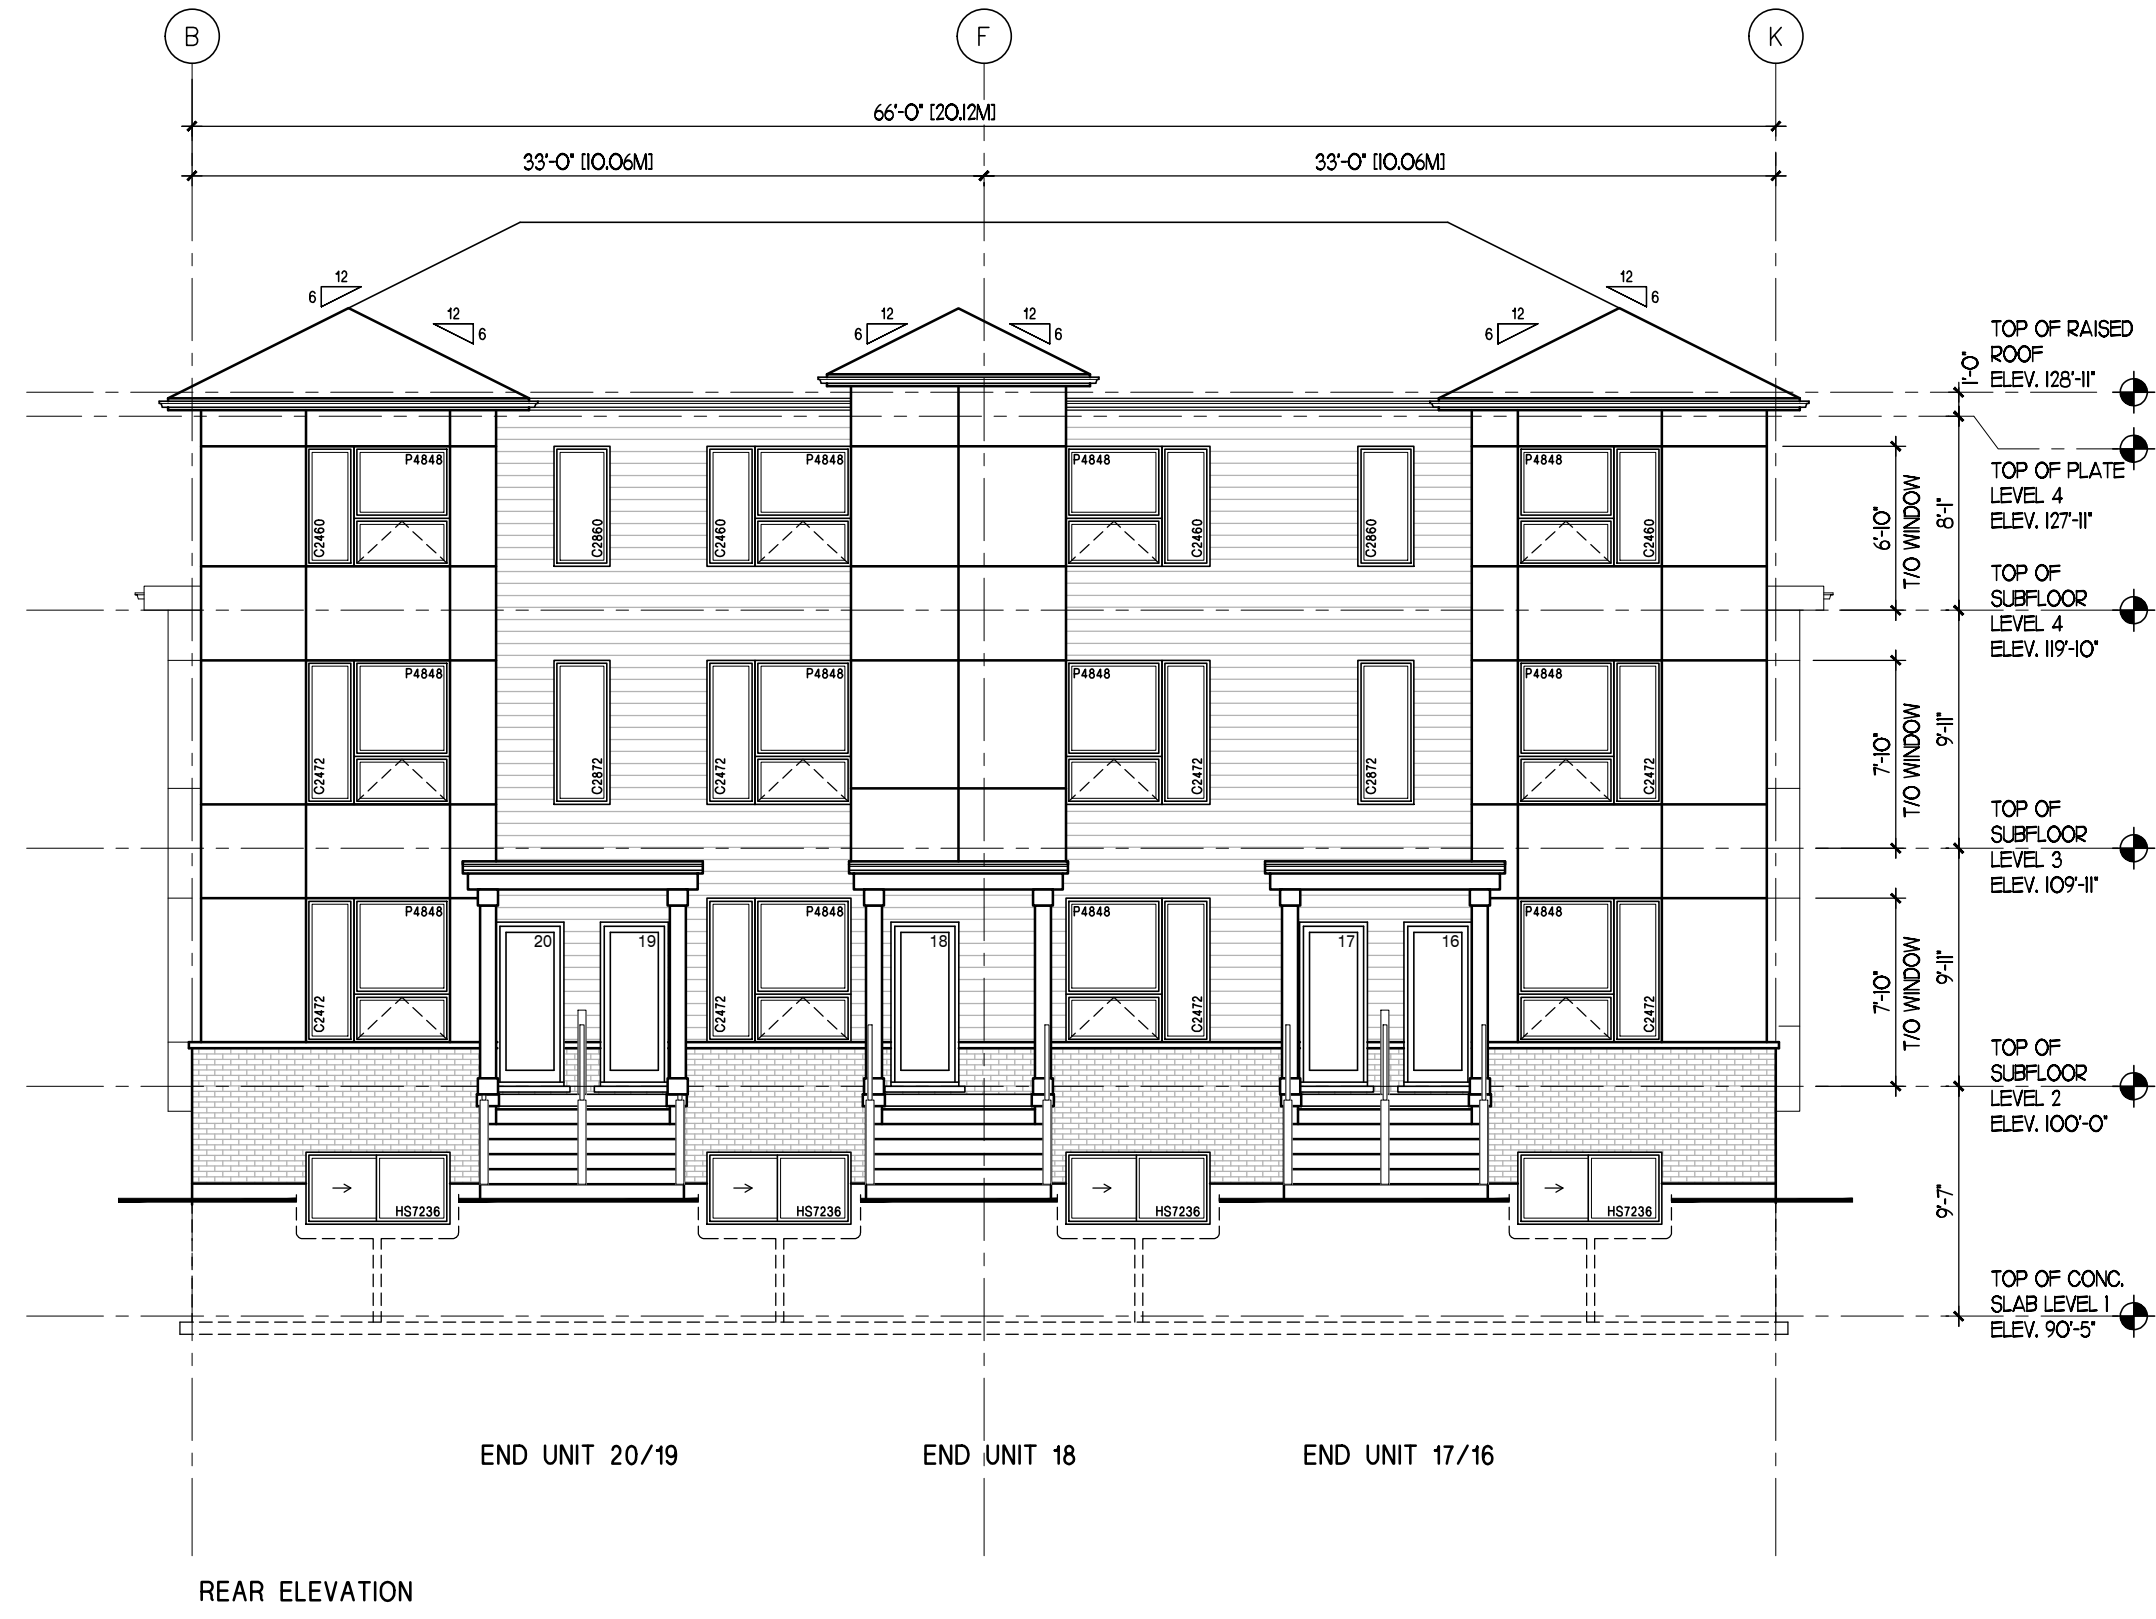 B F K
66'-0" [20.12M]
33'-0" [10.06M] 33'-0" [10.06M]
12 12
6 6
12 12 12 12
6 6 6 6
TOP OF RAISED
ROOF
ELEV. 128'-11"
1'-0"
P4848 P4848 P4848 P4848
C2460 C2860 C2460 C2460 C2860 C2460
6'-10"
T/O WINDOW
8'-1"
TOP OF PLATE
LEVEL 4
ELEV. 127'-11"
TOP OF
SUBFLOOR
LEVEL 4
ELEV. 119'-10"
P4848 P4848 P4848 P4848
C2472 C2872 C2472 C2472 C2872 C2472
7'-10"
T/O WINDOW
9'-11"
TOP OF
SUBFLOOR
LEVEL 3
ELEV. 109'-11"
P4848 P4848 P4848 P4848
20 19 18 17 16
C2472 C2472 C2472 C2472
7'-10"
T/O WINDOW
9'-11"
TOP OF
SUBFLOOR
LEVEL 2
ELEV. 100'-0"
HS7236 HS7236 HS7236 HS7236
9'-7"
TOP OF CONC.
SLAB LEVEL 1
ELEV. 90'-5"
END UNIT 20/19 END UNIT 18 END UNIT 17/16
REAR ELEVATION